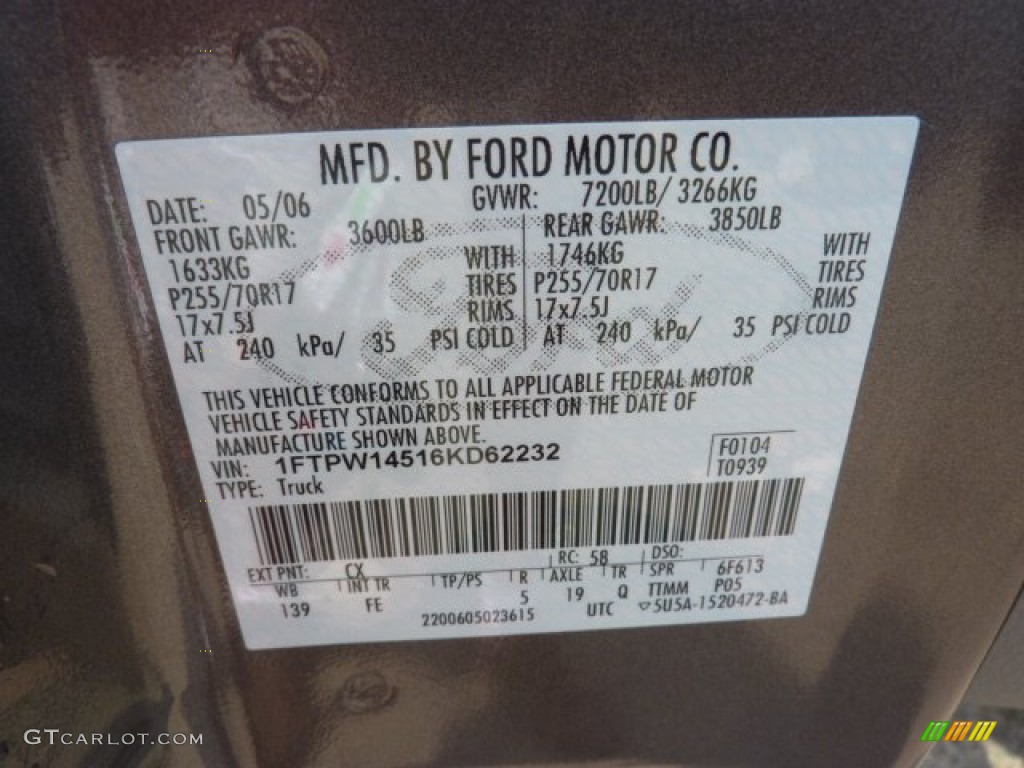 MFD. BY FORD MOTOR CO.
DATE: 05/06 GVWR: 7200LB/ 3266KG
FRONT GAWR: 3600LB REAR GAWR: 3850LB
1633KG WITH 1746KG WITH
P255/70R17 TIRES P255/70R17 TIRES
17x7.5J RIMS 17x7.5J RIMS
AT 240 kPa/ 35 PSI COLD AT 240 kPa/ 35 PSI COLD
THIS VEHICLE CONFORMS TO ALL APPLICABLE FEDERAL MOTOR
VEHICLE SAFETY STANDARDS IN EFFECT ON THE DATE OF
MANUFACTURE SHOWN ABOVE.
VIN: 1FTPW14516KD62232 F0104
TYPE: Truck T0939
EXT PNT: CX RC: 58 DSO:
WB INT TR TP/PS R AXLE TR SPR 6F613
139 FE 5 19 Q TTMM P05
2200605023615 UTC ▽5U5A-1520472-BA
Ford
GTCARLOT.COM